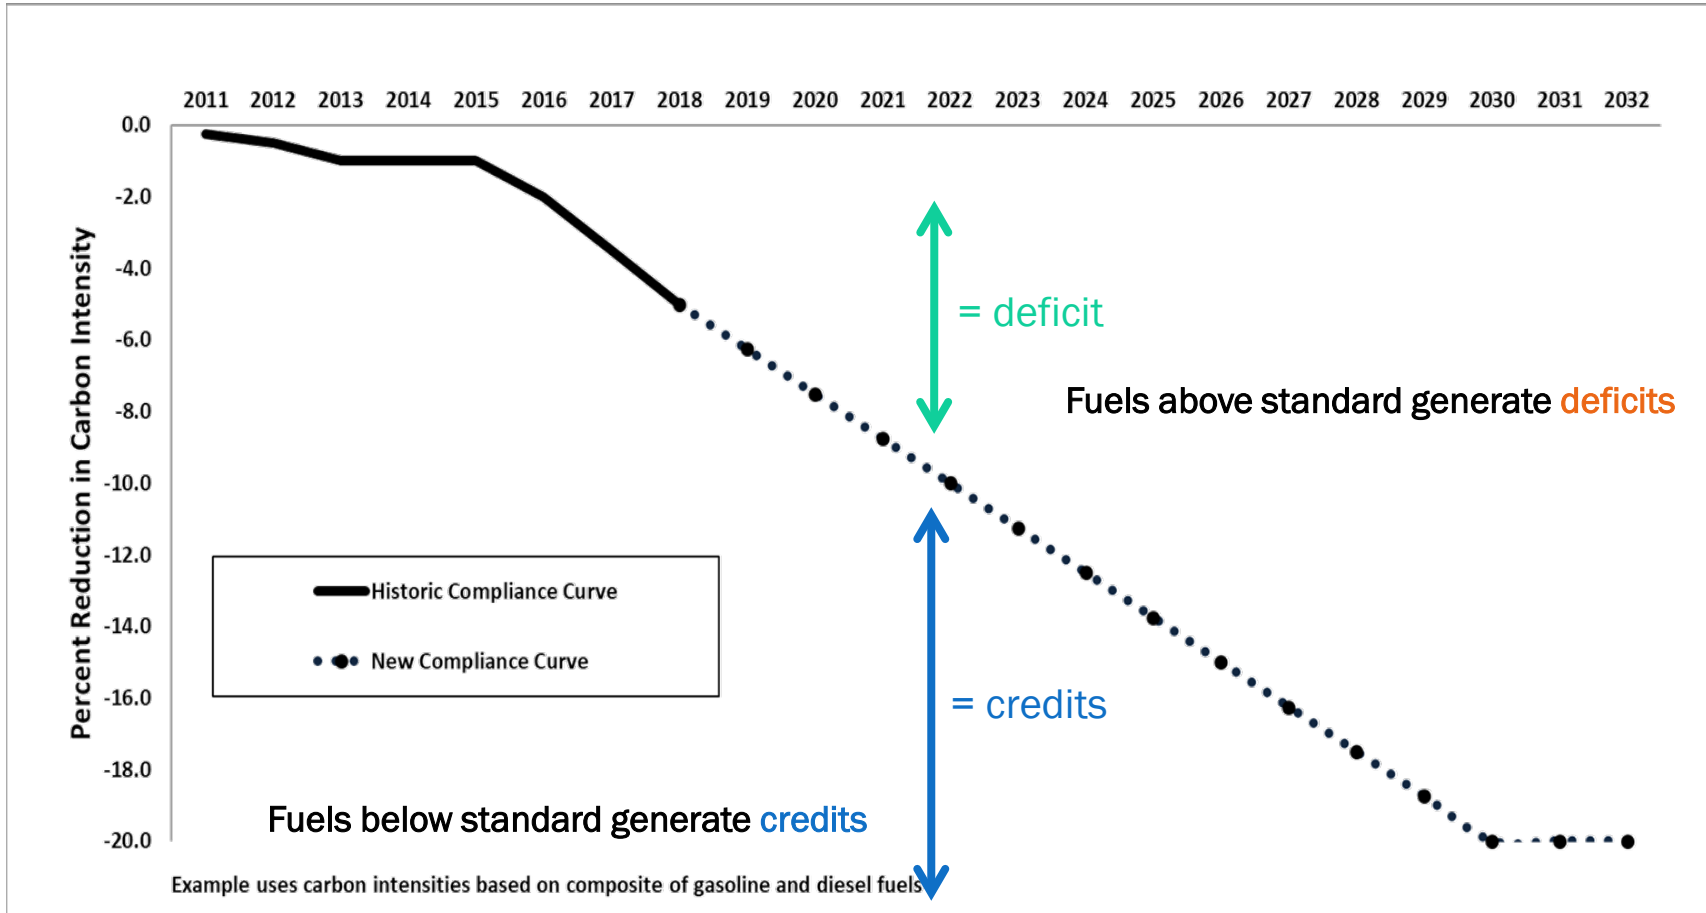 2011 2012 2013 2014 2015 2016 2017 2018 2019 2020 2021 2022 2023 2024 2025 2026 2027 2028 2029 2030 2031 2032
0.0
-2.0
-4.0
-6.0
-8.0
-10.0
-12.0
-14.0
-16.0
-18.0
-20.0
Percent Reduction in Carbon Intensity
= deficit
Fuels above standard generate deficits
Historic Compliance Curve
New Compliance Curve
= credits
Fuels below standard generate credits
Example uses carbon intensities based on composite of gasoline and diesel fuels